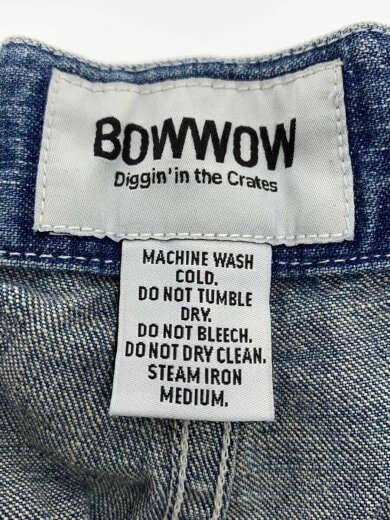 BOWWOW
Diggin' in the Crates
MACHINE WASH
COLD.
DO NOT TUMBLE
DRY.
DO NOT BLEECH.
DO NOT DRY CLEAN.
STEAM IRON
MEDIUM.